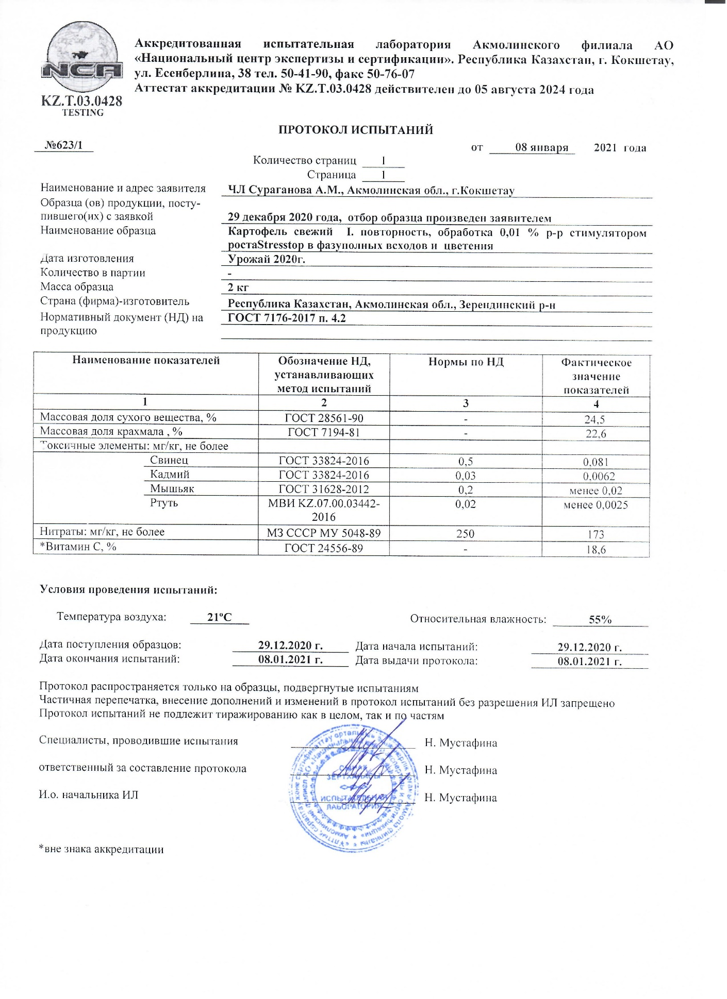 NCA
KZ.T.03.0428
TESTING
Аккредитованная испытательная лаборатория Акмолинского филиала АО
«Национальный центр экспертизы и сертификации». Республика Казахстан, г. Кокшетау,
ул. Есенберлина, 38 тел. 50-41-90, факс 50-76-07
Аттестат аккредитации № KZ.T.03.0428 действителен до 05 августа 2024 года
ПРОТОКОЛ ИСПЫТАНИЙ
№623/1 от 08 января 2021 года
Количество страниц 1
Страница 1
Наименование и адрес заявителя ЧЛ Сураганова А.М., Акмолинская обл., г.Кокшетау
Образца (ов) продукции, посту-
пившего(их) с заявкой 29 декабря 2020 года, отбор образца произведен заявителем
Наименование образца Картофель свежий I. повторность, обработка 0,01 % р-р стимулятором
ростаStresstop в фазуполных всходов и цветения
Дата изготовления Урожай 2020г.
Количество в партии -
Масса образца 2 кг
Страна (фирма)-изготовитель Республика Казахстан, Акмолинская обл., Зерендинский р-н
Нормативный документ (НД) на ГОСТ 7176-2017 п. 4.2
продукцию
Наименование показателей Обозначение НД, Нормы по НД Фактическое
устанавливающих значение
метод испытаний показателей
1 2 3 4
Массовая доля сухого вещества, % ГОСТ 28561-90 - 24,5
Массовая доля крахмала , % ГОСТ 7194-81 - 22,6
Токсичные элементы: мг/кг, не более
Свинец ГОСТ 33824-2016 0,5 0,081
Кадмий ГОСТ 33824-2016 0,03 0,0062
Мышьяк ГОСТ 31628-2012 0,2 менее 0,02
Ртуть МВИ KZ.07.00.03442- 0,02 менее 0,0025
2016
Нитраты: мг/кг, не более МЗ СССР МУ 5048-89 250 173
*Витамин С, % ГОСТ 24556-89 - 18,6
Условия проведения испытаний:
Температура воздуха: 21ºС Относительная влажность: 55%
Дата поступления образцов: 29.12.2020 г. Дата начала испытаний: 29.12.2020 г.
Дата окончания испытаний: 08.01.2021 г. Дата выдачи протокола: 08.01.2021 г.
Протокол распространяется только на образцы, подвергнутые испытаниям
Частичная перепечатка, внесение дополнений и изменений в протокол испытаний без разрешения ИЛ запрещено
Протокол испытаний не подлежит тиражированию как в целом, так и по частям
Специалисты, проводившие испытания Н. Мустафина
ответственный за составление протокола Н. Мустафина
И.о. начальника ИЛ Н. Мустафина
ЗЕРТХАНАСЫ
ИСПЫТАТЕЛЬНАЯ
ЛАБОРАТОРИЯ
*вне знака аккредитации